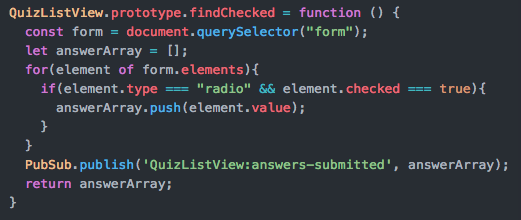 QuizListView.prototype.findChecked = function () {
  const form = document.querySelector("form");
  let answerArray = [];
  for(element of form.elements){
    if(element.type === "radio" && element.checked === true){
      answerArray.push(element.value);
    }
  }
  PubSub.publish('QuizListView:answers-submitted', answerArray);
  return answerArray;
}